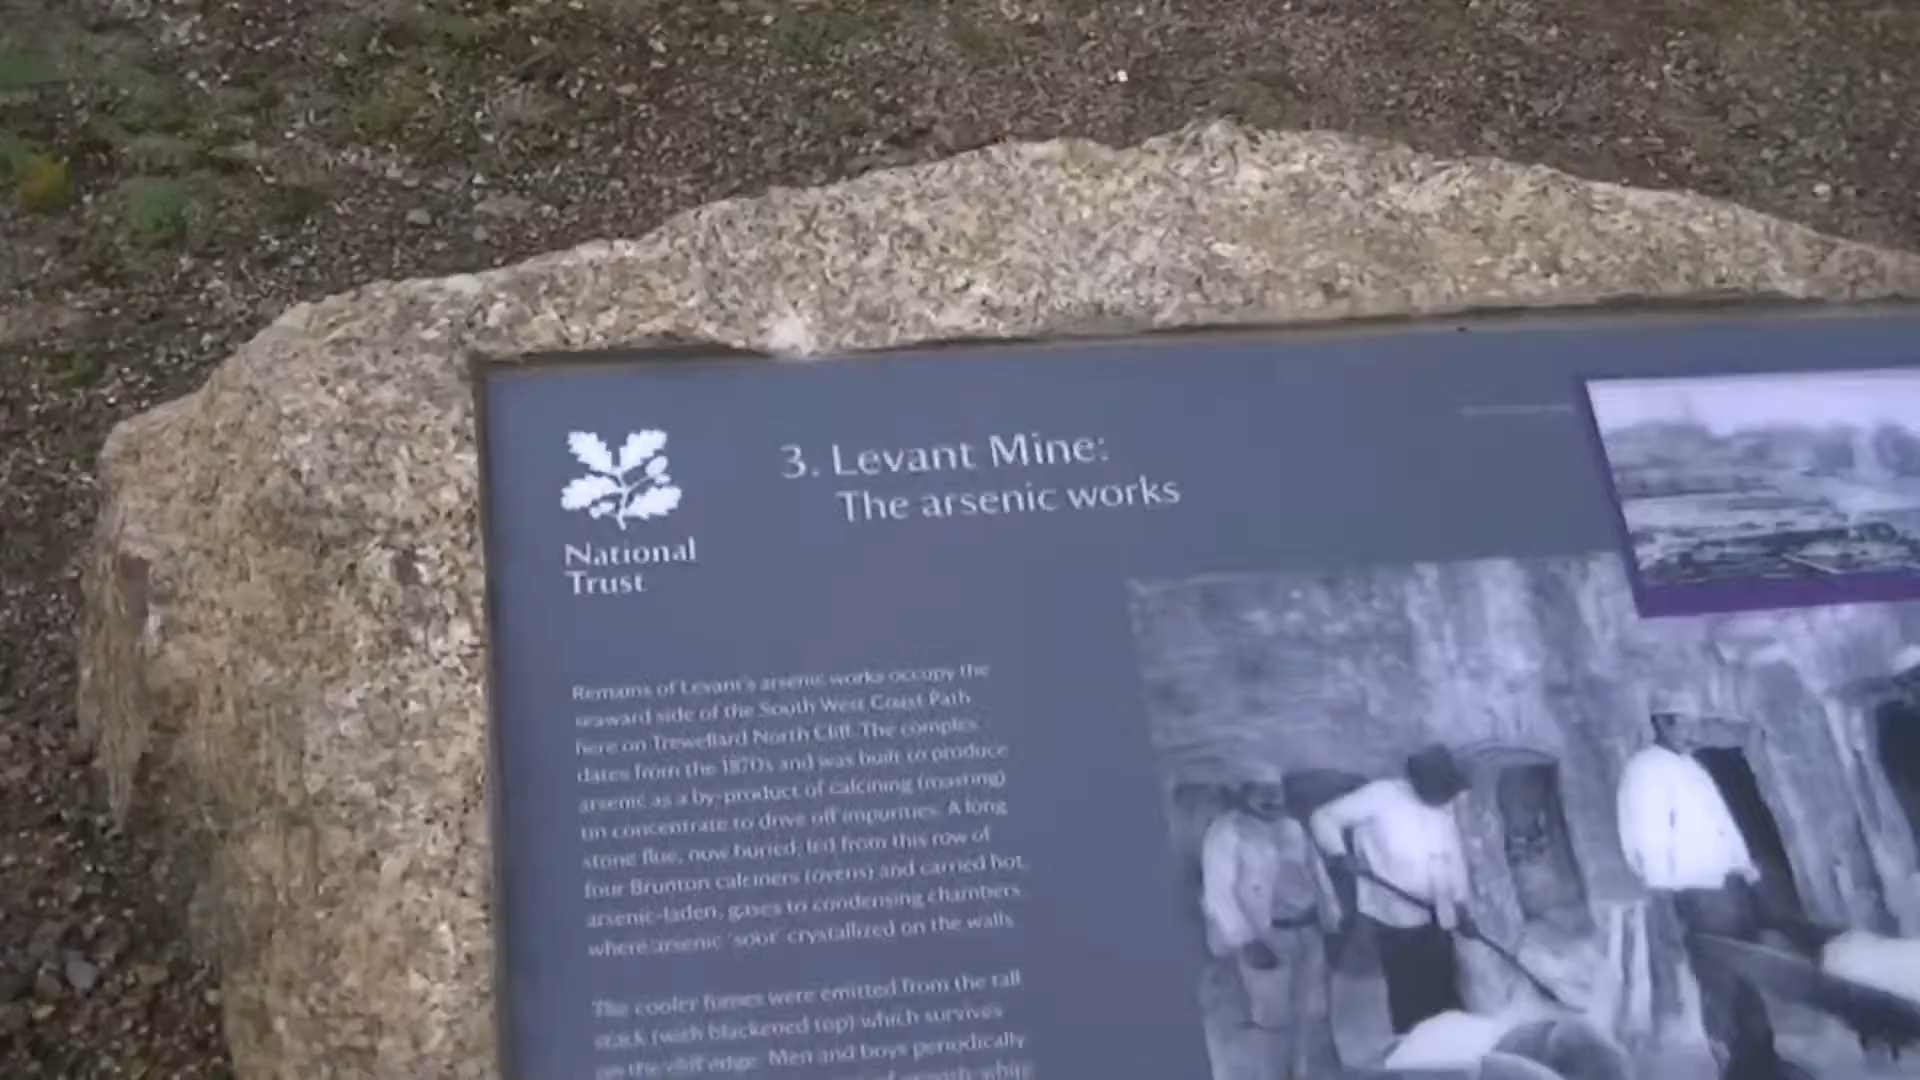 3. Levant Mine:
The arsenic works
National
Trust
Remains of Levant's arsenic works occupy the
seaward side of the South West Coast Path
here on Trewellard North Cliff. The complex
dates from the 1870s and was built to produce
arsenic as a by-product of calcining (roasting)
tin concentrate to drive off impurities. A long
stone flue, now buried, led from this row of
four Brunton calciners (ovens) and carried hot,
arsenic-laden, gases to condensing chambers
where arsenic 'soot' crystallized on the walls
The cooler fumes were emitted from the tall
stack (with blackened top) which survives
on the cliff edge. Men and boys periodically
white